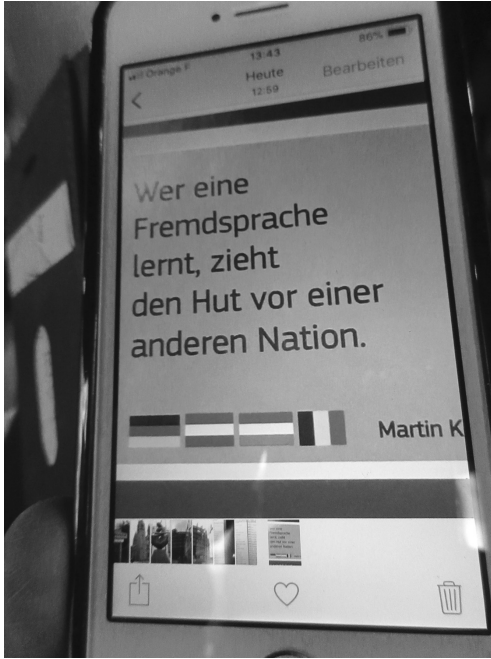 Orange F
13:43
86%
Heute
12:59
Bearbeiten
Wer eine
Fremdsprache
lernt, zieht
den Hut vor einer
anderen Nation.
Martin K